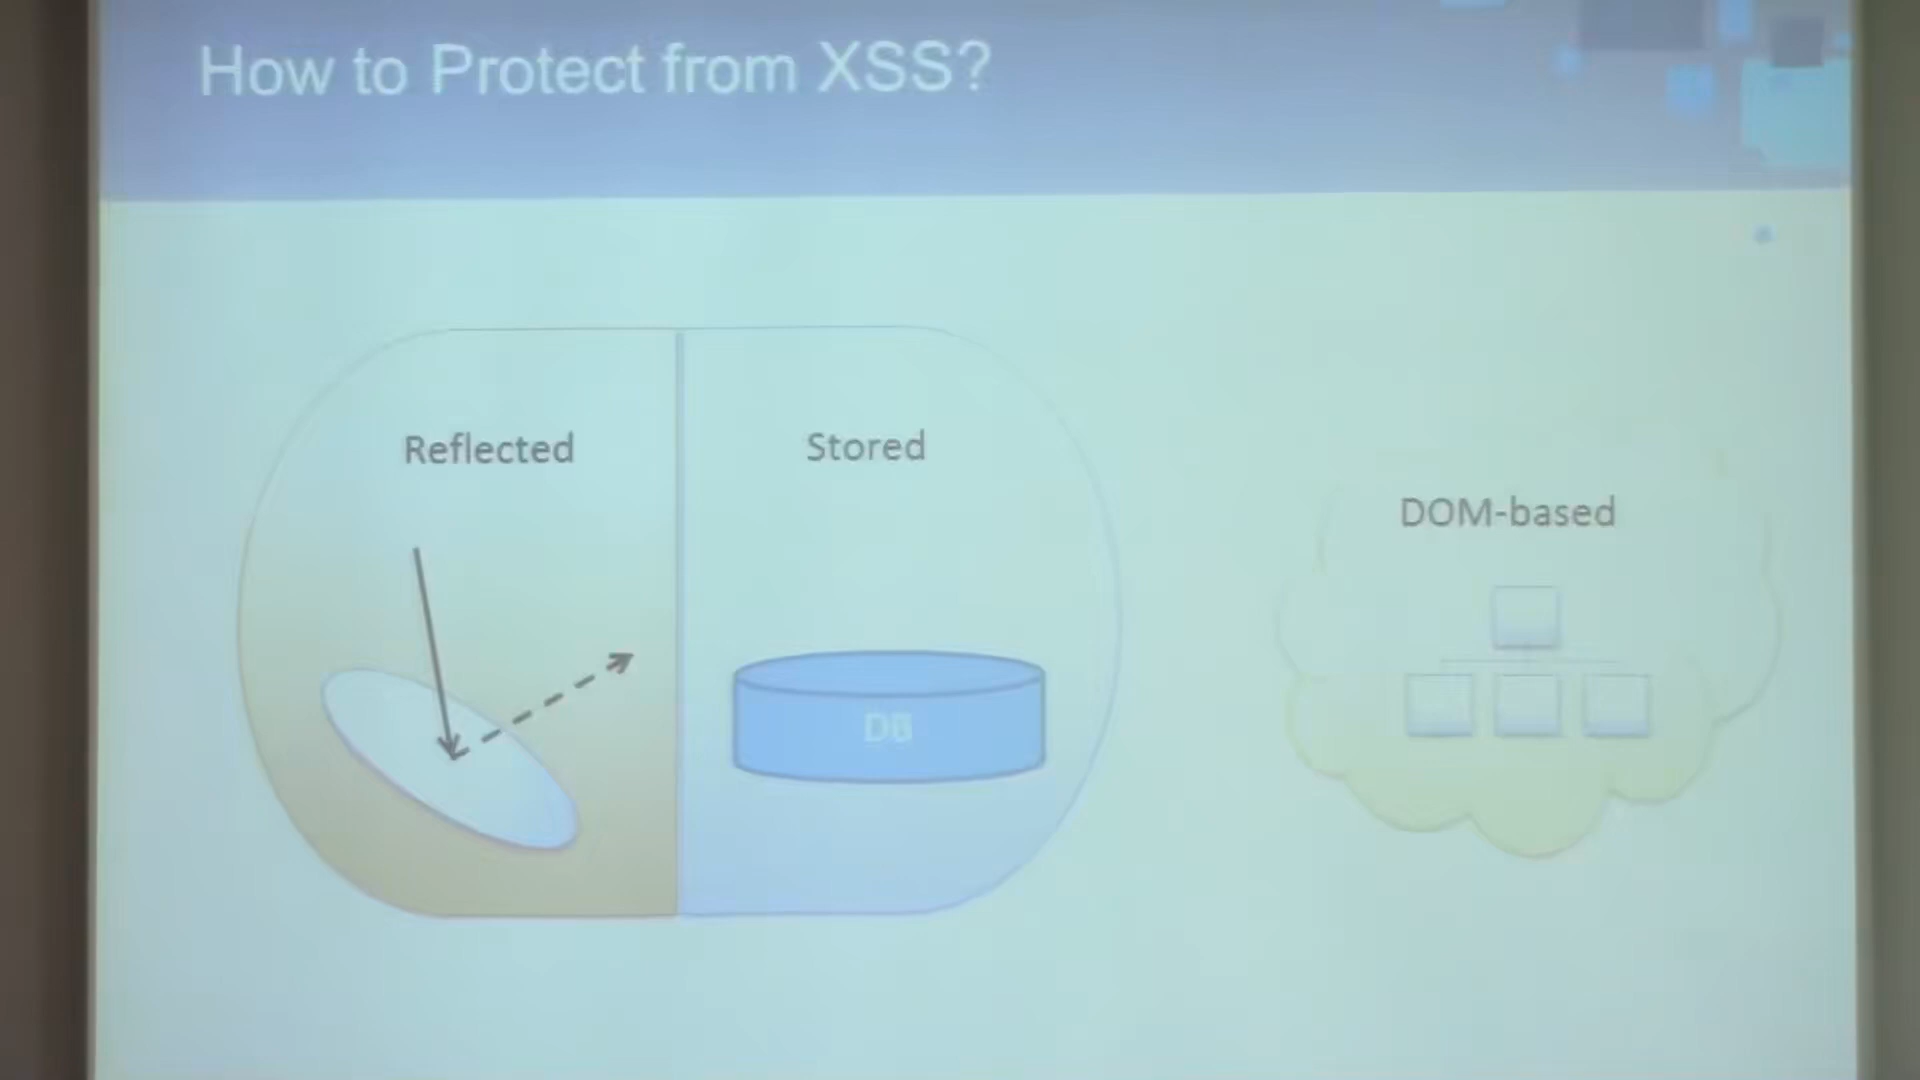 How to Protect from XSS?
Reflected
Stored
DOM-based
DB